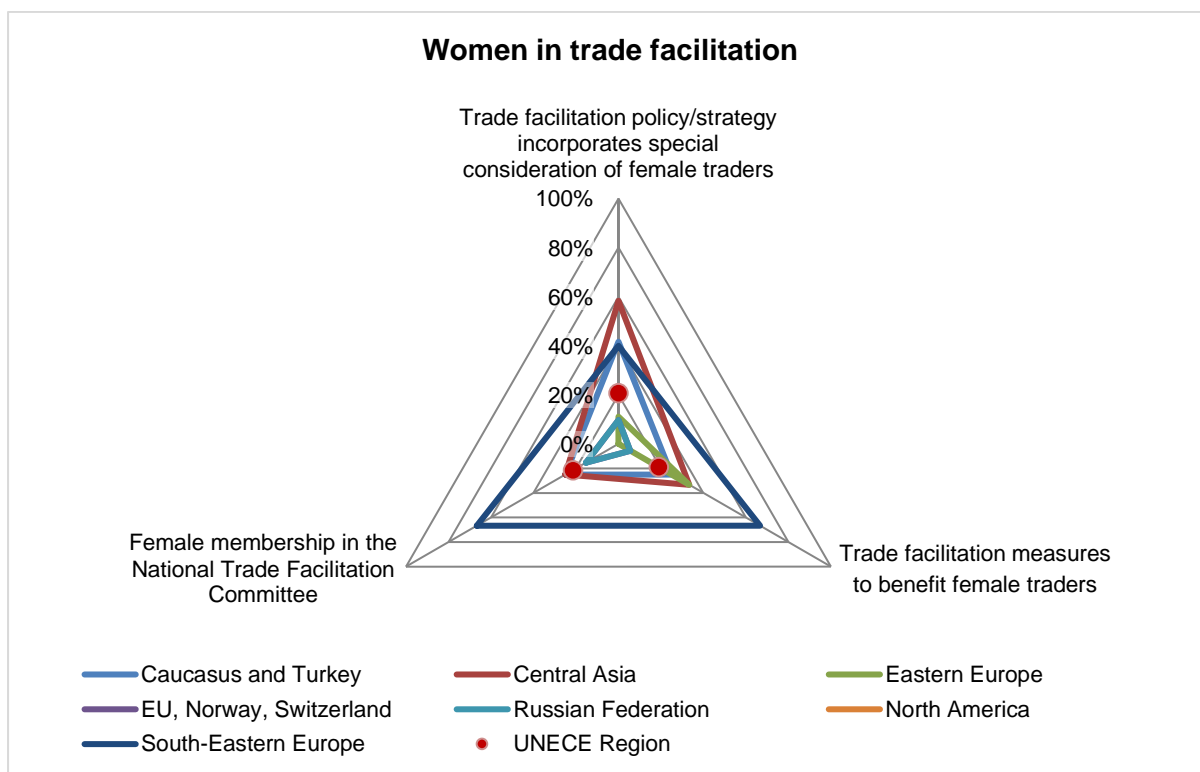 Women in trade facilitation
Trade facilitation policy/strategy
incorporates special
consideration of female traders
100%
80%
60%
40%
20%
0%
Female membership in the
National Trade Facilitation
Committee
Trade facilitation measures
to benefit female traders
Caucasus and Turkey
Central Asia
Eastern Europe
EU, Norway, Switzerland
Russian Federation
North America
South-Eastern Europe
UNECE Region